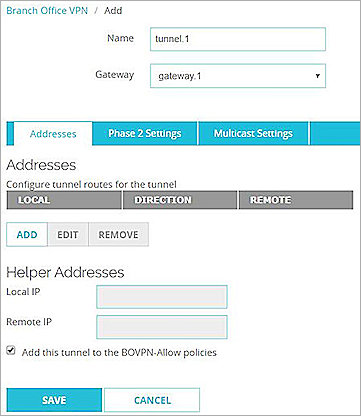 Branch Office VPN / Add
Name tunnel.1
Gateway gateway.1
Addresses Phase 2 Settings Multicast Settings
Addresses
Configure tunnel routes for the tunnel
LOCAL DIRECTION REMOTE
ADD EDIT REMOVE
Helper Addresses
Local IP
Remote IP
Add this tunnel to the BOVPN-Allow policies
SAVE CANCEL